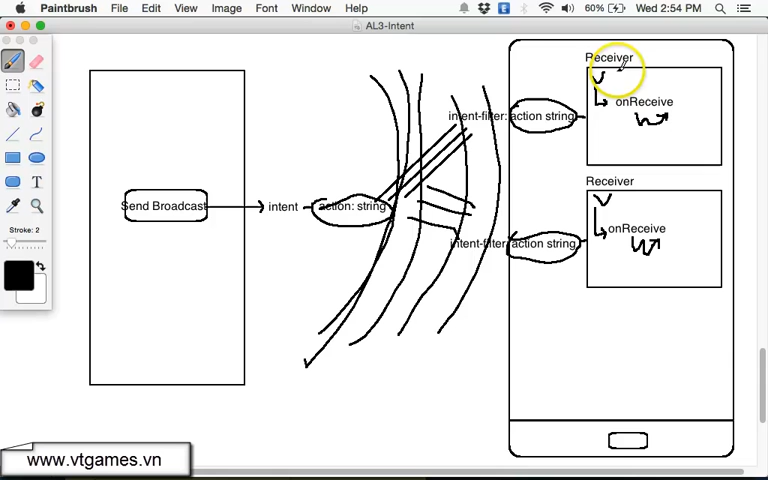 Paintbrush File Edit View Image Font Window Help 60% Wed 2:54 PM
AL3-Intent
Receiver
onReceive
intent-filter: action string
Receiver
Send Broadcast
intent
action: string
onReceive
intent-filter: action string
Stroke: 2
www.vtgames.vn